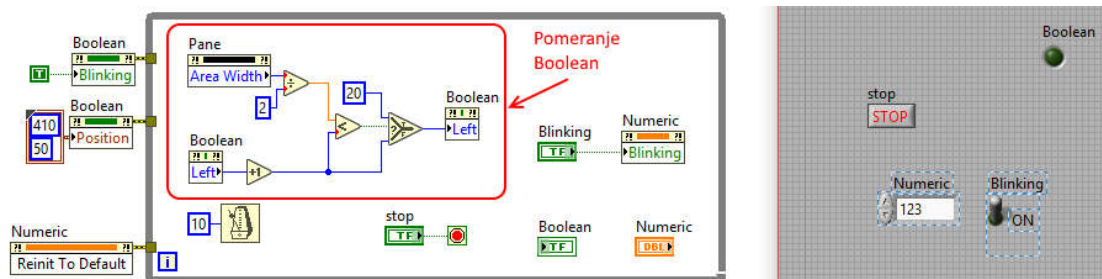 Boolean
Blinking
T
Boolean
Position
410
50
Numeric
Reinit To Default
i
Pane
Area Width
÷
2
Boolean
Left
+1
<
20
?
T
F
Boolean
Left
Pomeranje
Boolean
10
Blinking
TF
Numeric
Blinking
stop
TF
Boolean
TF
Numeric
DBL
Boolean
stop
STOP
Numeric
123
Blinking
ON